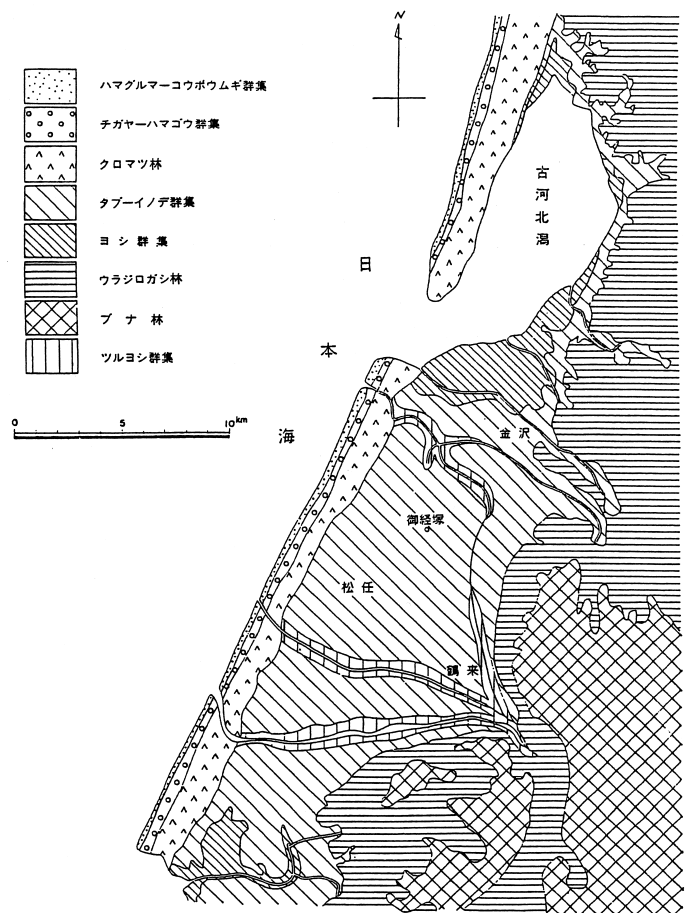 N
ハマグルマーコウボウムギ群集
チガヤーハマゴウ群集
クロマツ林
タブーイノデ群集
ヨシ群集
ウラジロガシ林
ブナ林
ツルヨシ群集
0 5 10km
古河北潟
日本海
金沢
御経塚
松任
鶴来